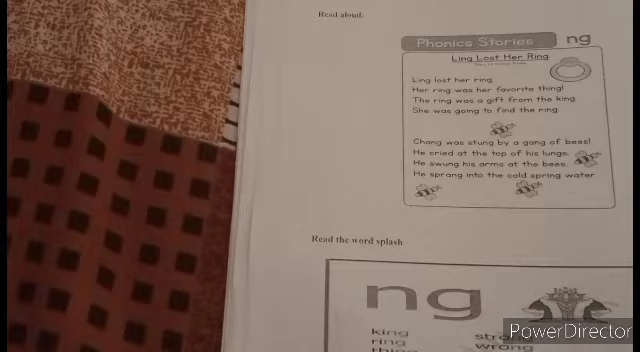 Read aloud:
Phonics Stories ng
Ling Lost Her Ring
Ling lost her ring.
Her ring was her favorite thing!
The ring was a gift from the king.
She was going to find the ring.
Chang was stung by a gang of bees!
He cried at the top of his lungs.
He swung his arms at the bees.
He sprang into the cold spring water
Read the word splash
ng
king
ring
wrong
PowerDirector